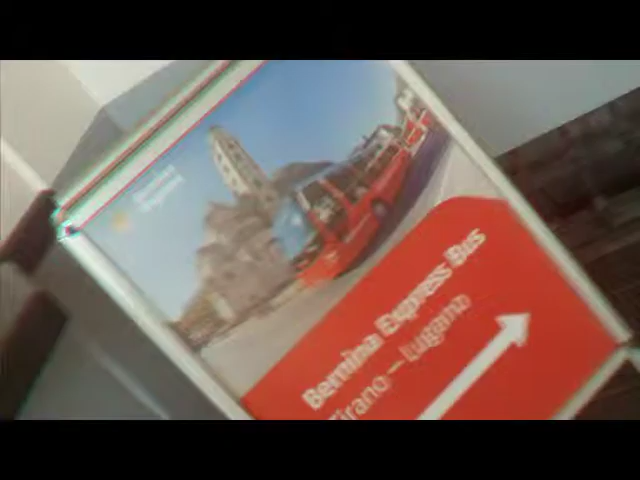 Bernina Express Bus
Tirano – Lugano